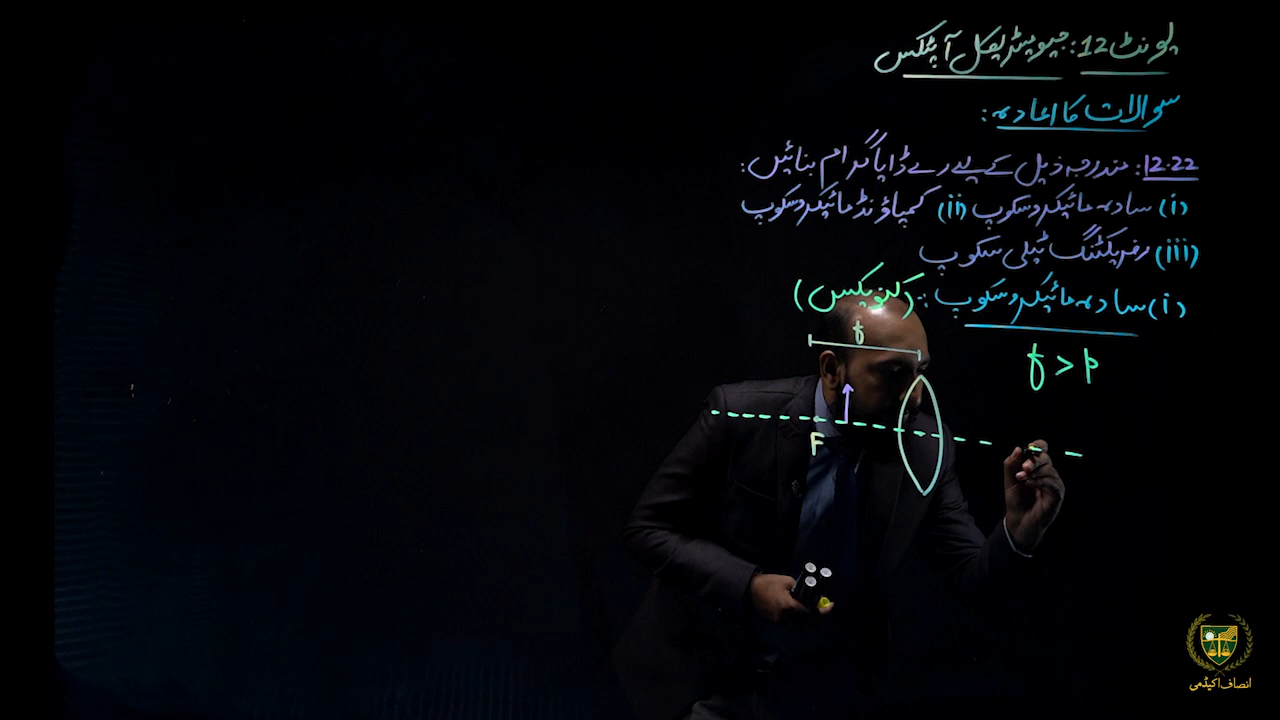 یونٹ 12: جیومیٹریکل آپٹکس
سوالات کا اعادہ:
12.22: مندرجہ ذیل کے لیے رے ڈایاگرام بنائیں:
(i) سادہ مائیکروسکوپ (ii) کمپاؤنڈ مائیکروسکوپ
(iii) رفریکٹنگ ٹیلی سکوپ
(i) سادہ مائیکروسکوپ: (کنویکس)
f
f > p
F
انصاف اکیڈمی